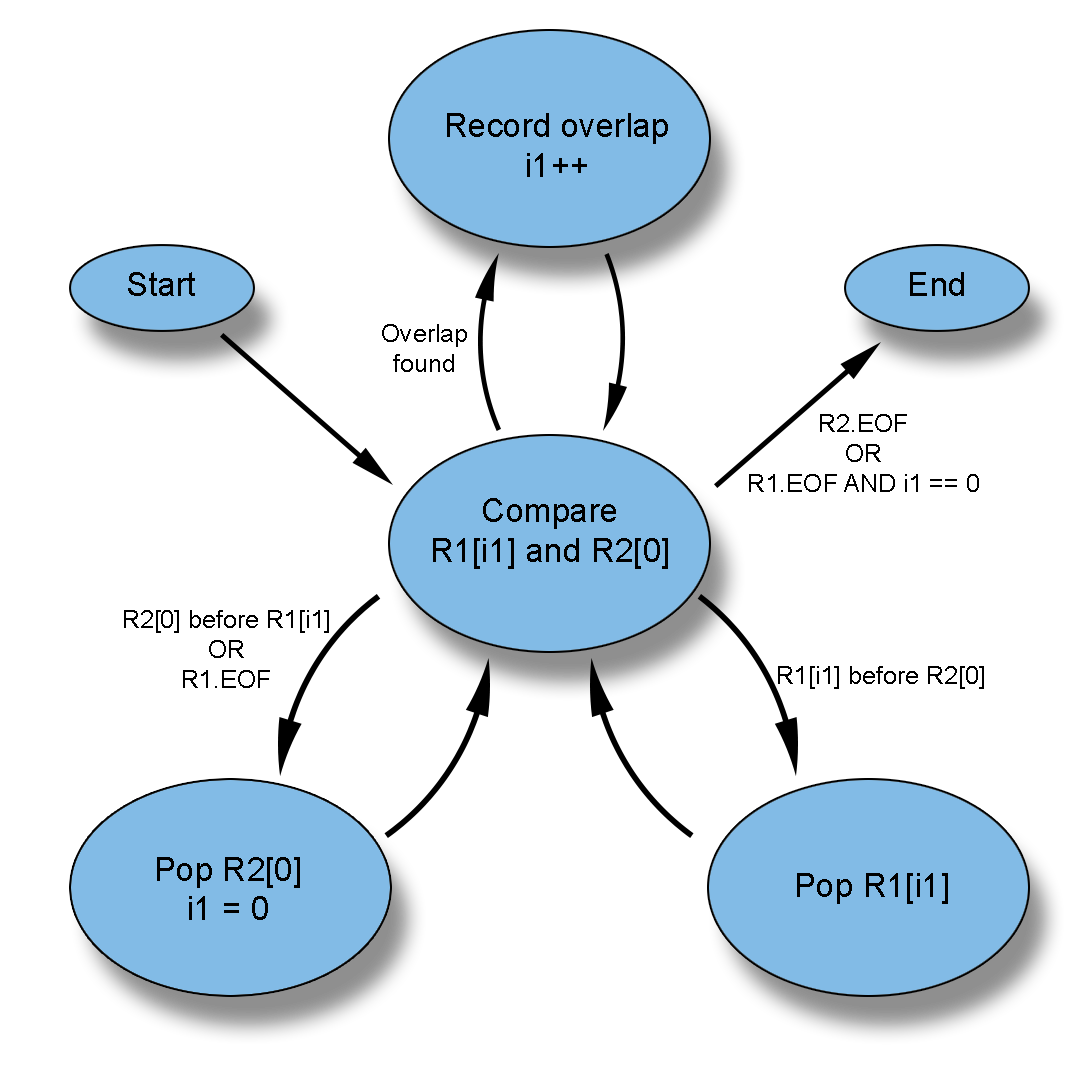 Record overlap
i1++
Start
End
Overlap
found
R2.EOF
OR
R1.EOF AND i1 == 0
Compare
R1[i1] and R2[0]
R2[0] before R1[i1]
OR
R1.EOF
R1[i1] before R2[0]
Pop R2[0]
i1 = 0
Pop R1[i1]